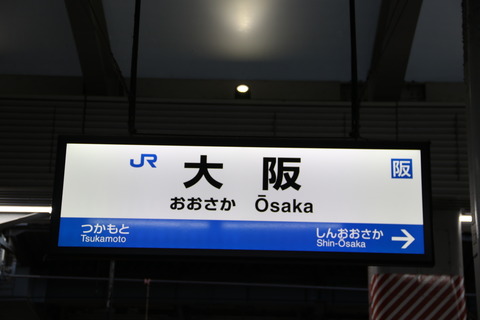 JR 大阪 阪
おおさか Ōsaka
つかもと しんおおさか
Tsukamoto Shin-Ōsaka →